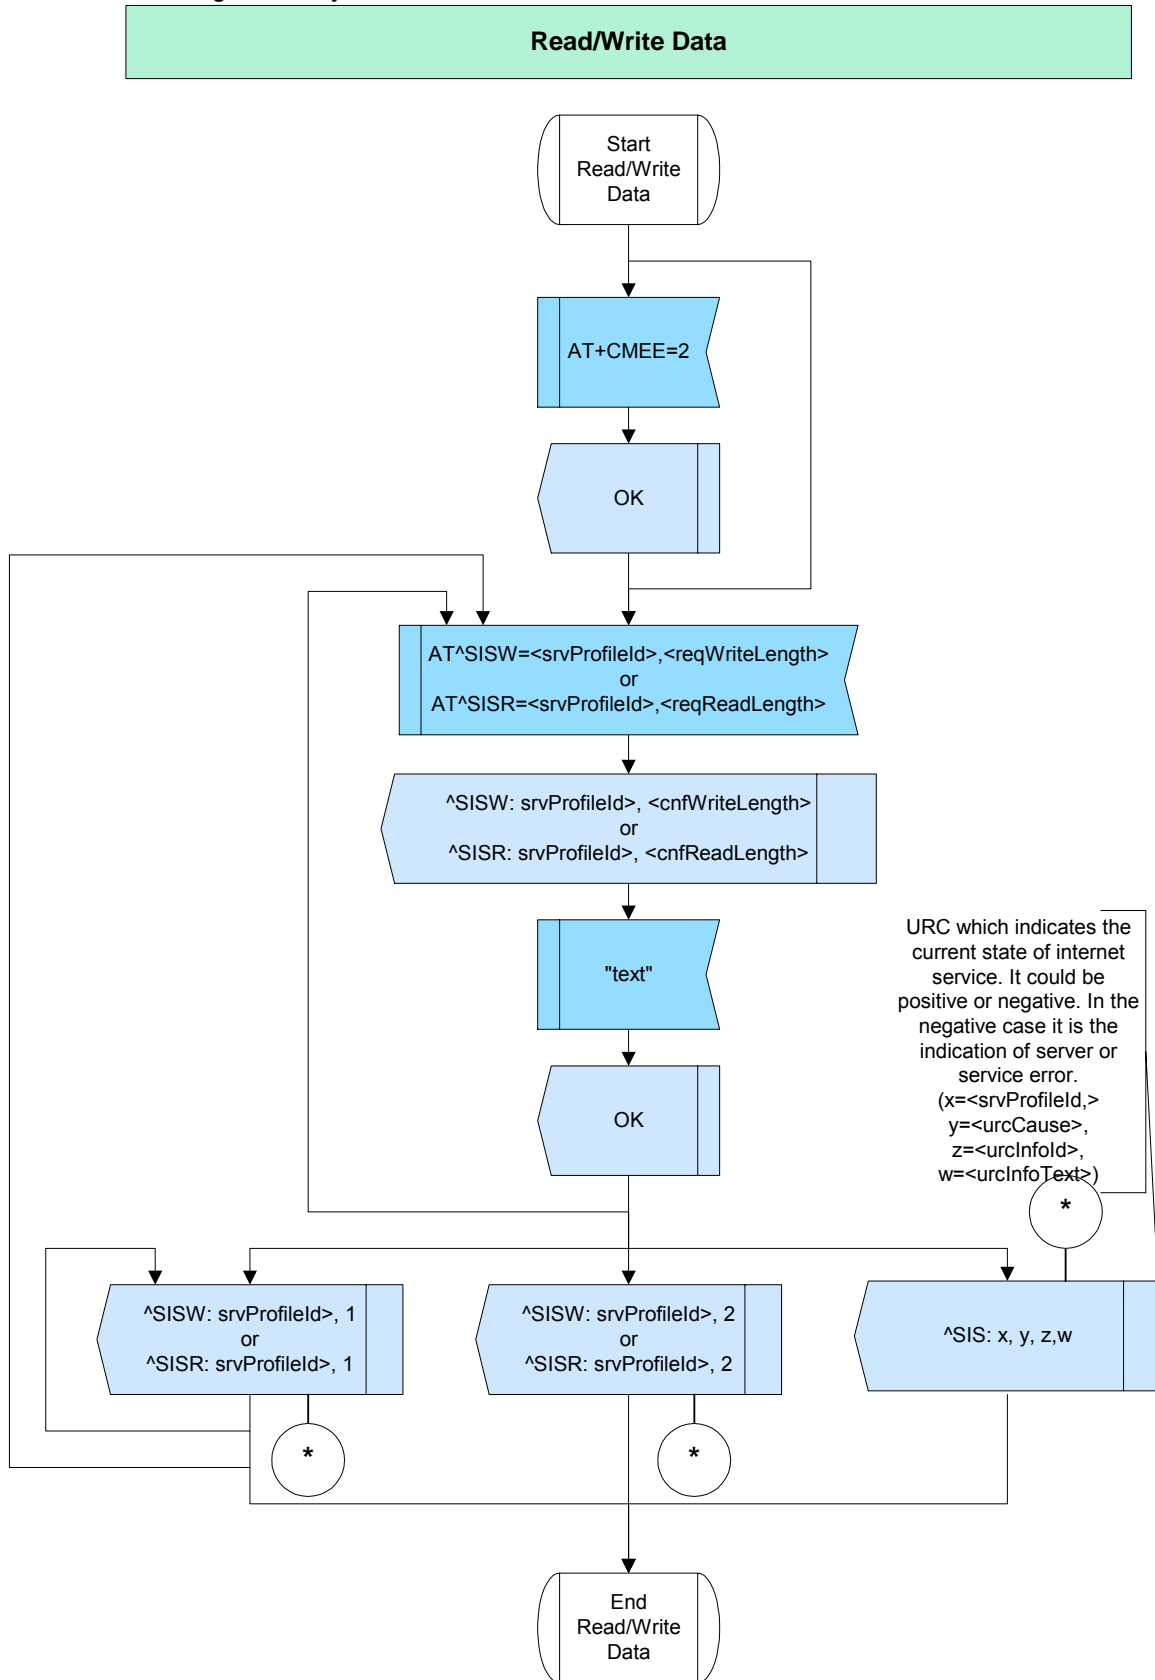 Read/Write Data
Start
Read/Write
Data
AT+CMEE=2
OK
AT^SISW=<srvProfileId>,<reqWriteLength>
or
AT^SISR=<srvProfileId>,<reqReadLength>
^SISW: srvProfileId>, <cnfWriteLength>
or
^SISR: srvProfileId>, <cnfReadLength>
"text"
OK
URC which indicates the
current state of internet
service. It could be
positive or negative. In the
negative case it is the
indication of server or
service error.
(x=<srvProfileId,>
y=<urcCause>,
z=<urcInfoId>,
w=<urcInfoText>)
*
^SISW: srvProfileId>, 1
or
^SISR: srvProfileId>, 1
^SISW: srvProfileId>, 2
or
^SISR: srvProfileId>, 2
^SIS: x, y, z,w
*
*
End
Read/Write
Data